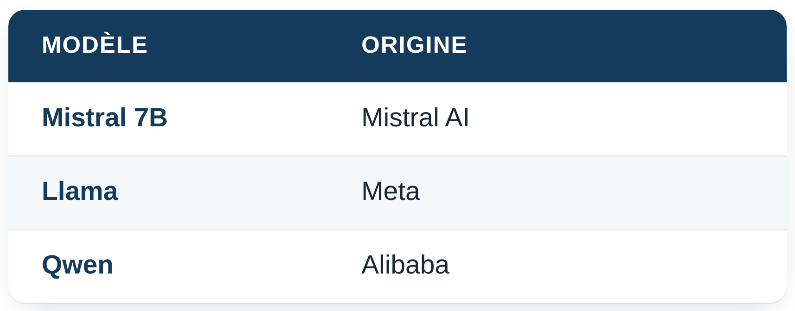 MODÈLE ORIGINE
Mistral 7B Mistral AI
Llama Meta
Qwen Alibaba